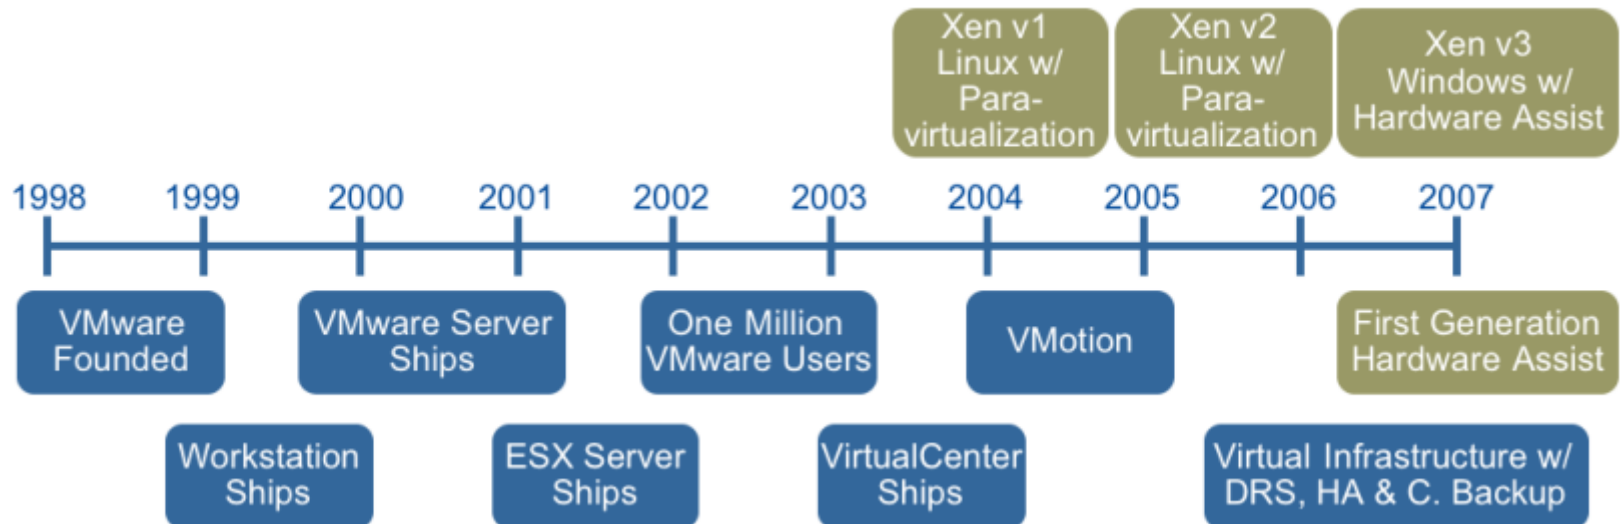 Xen v1
Linux w/
Para-
virtualization
Xen v2
Linux w/
Para-
virtualization
Xen v3
Windows w/
Hardware Assist
1998 1999 2000 2001 2002 2003 2004 2005 2006 2007
VMware
Founded
VMware Server
Ships
One Million
VMware Users
VMotion
First Generation
Hardware Assist
Workstation
Ships
ESX Server
Ships
VirtualCenter
Ships
Virtual Infrastructure w/
DRS, HA & C. Backup